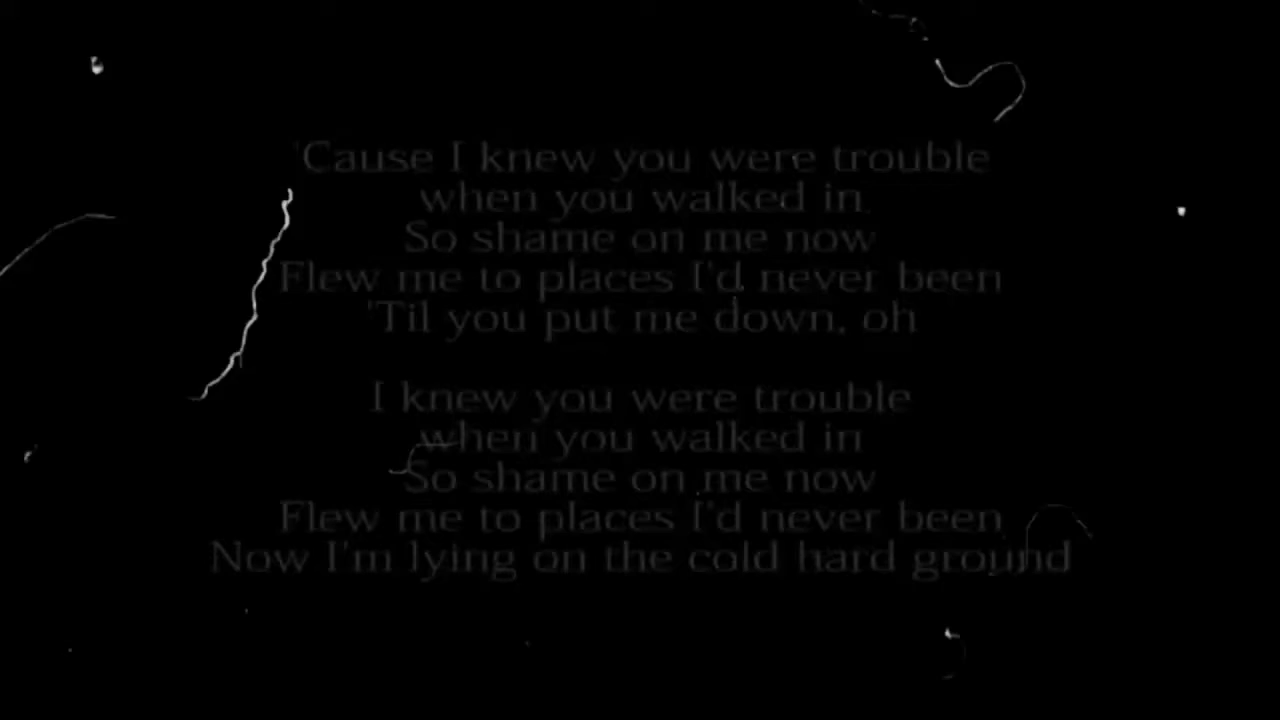 'Cause I knew you were trouble
when you walked in
So shame on me now
Flew me to places I'd never been
'Til you put me down, oh
I knew you were trouble
when you walked in
So shame on me now
Flew me to places I'd never been
Now I'm lying on the cold hard ground